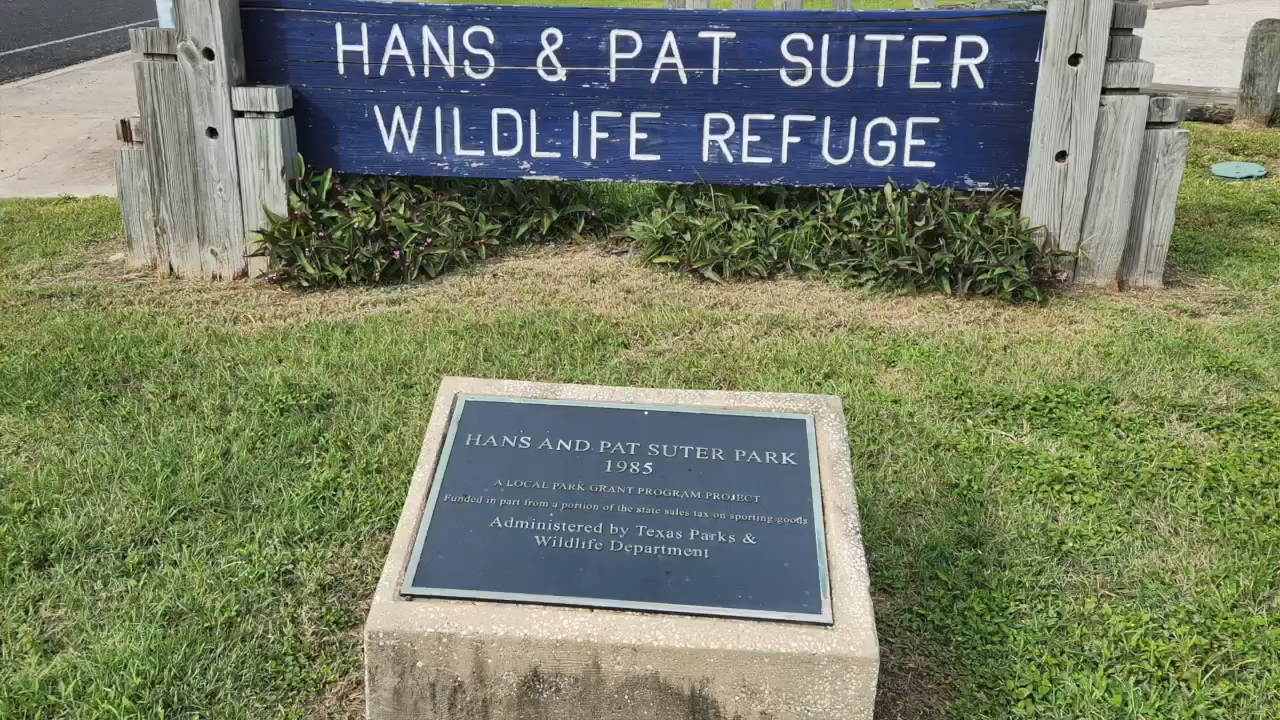 HANS & PAT SUTER
WILDLIFE REFUGE
HANS AND PAT SUTER PARK
1985
A LOCAL PARK GRANT PROGRAM PROJECT
Funded in part from a portion of the state sales tax on sporting goods
Administered by Texas Parks &
Wildlife Department